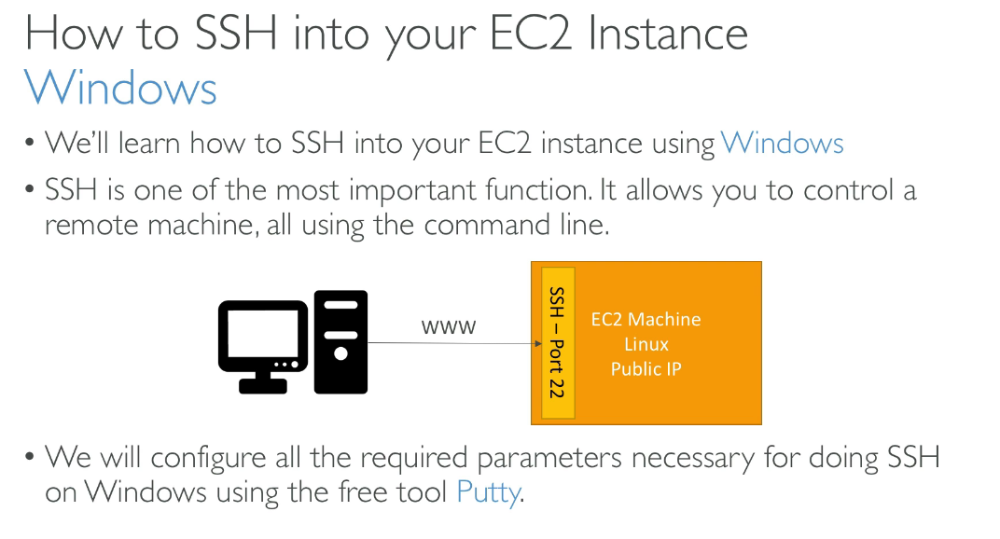 How to SSH into your EC2 Instance
Windows
• We'll learn how to SSH into your EC2 instance using Windows
• SSH is one of the most important function. It allows you to control a
remote machine, all using the command line.
WWW
SSH – Port 22
EC2 Machine
Linux
Public IP
• We will configure all the required parameters necessary for doing SSH
on Windows using the free tool Putty.